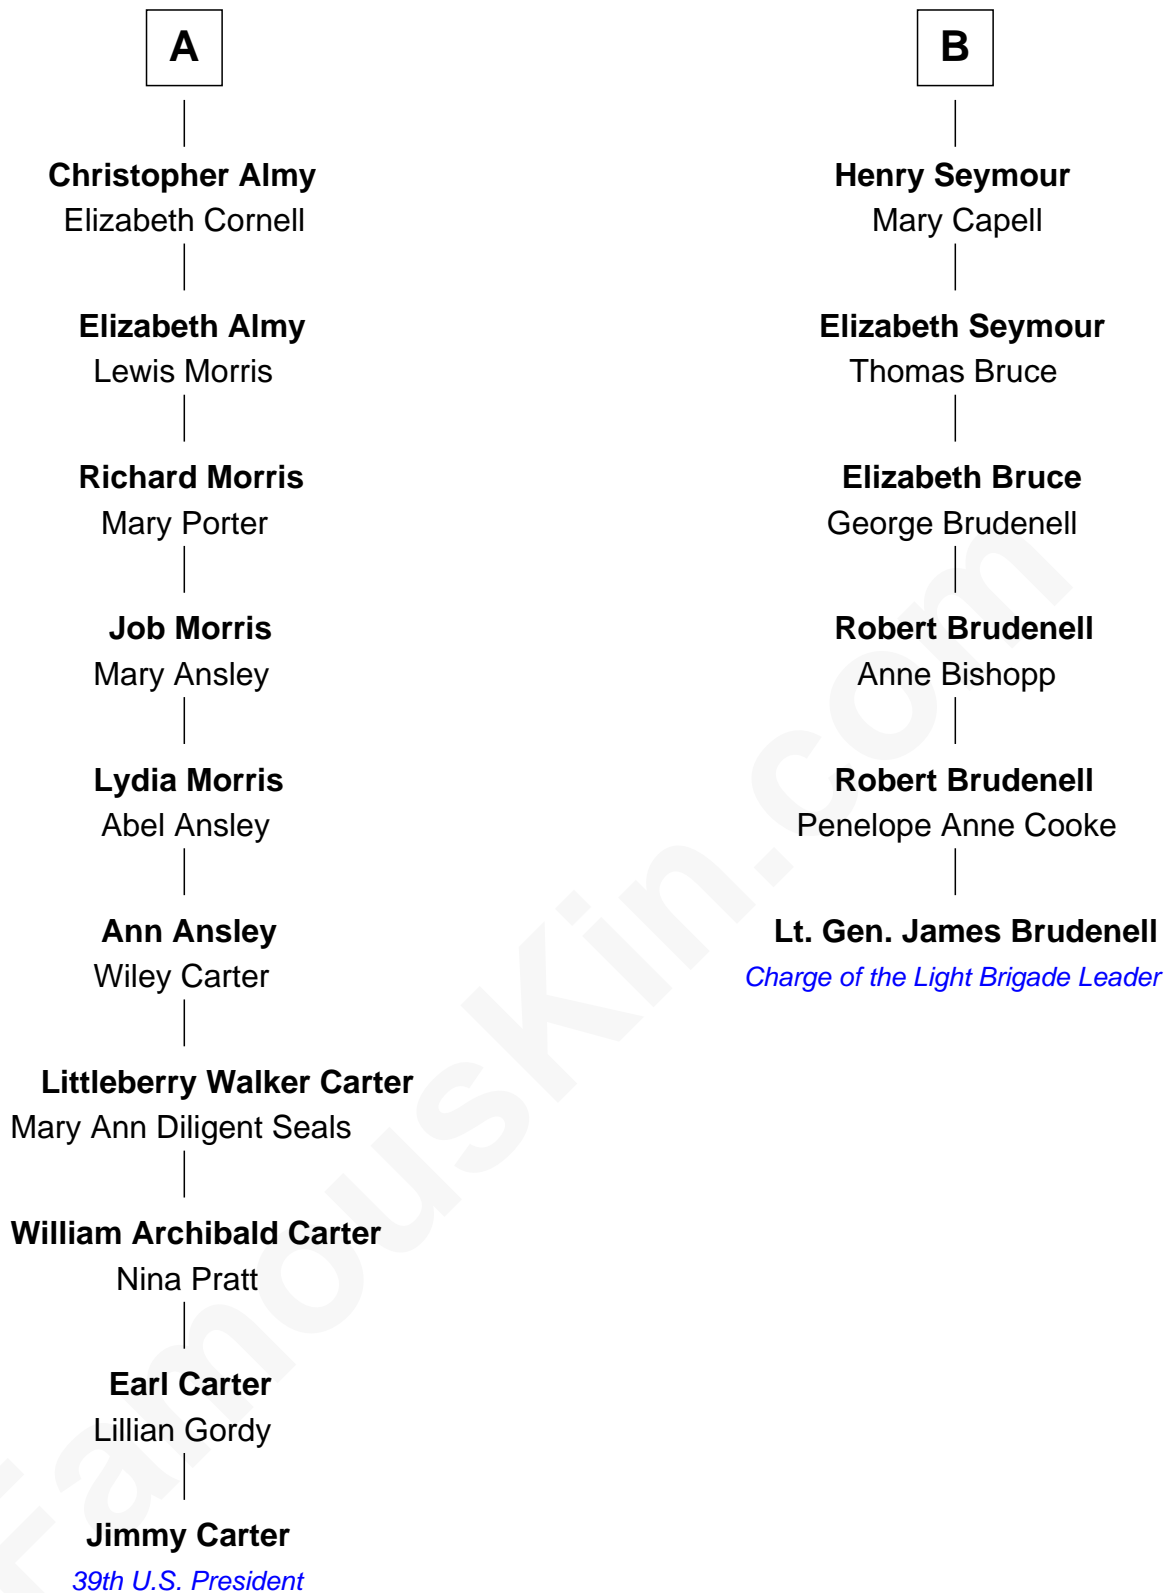 A
Christopher Almy
Elizabeth Cornell
Elizabeth Almy
Lewis Morris
Richard Morris
Mary Porter
Job Morris
Mary Ansley
Lydia Morris
Abel Ansley
Ann Ansley
Wiley Carter
Littleberry Walker Carter
Mary Ann Diligent Seals
William Archibald Carter
Nina Pratt
Earl Carter
Lillian Gordy
Jimmy Carter
39th U.S. President
B
Henry Seymour
Mary Capell
Elizabeth Seymour
Thomas Bruce
Elizabeth Bruce
George Brudenell
Robert Brudenell
Anne Bishopp
Robert Brudenell
Penelope Anne Cooke
Lt. Gen. James Brudenell
Charge of the Light Brigade Leader
FamousKin.com